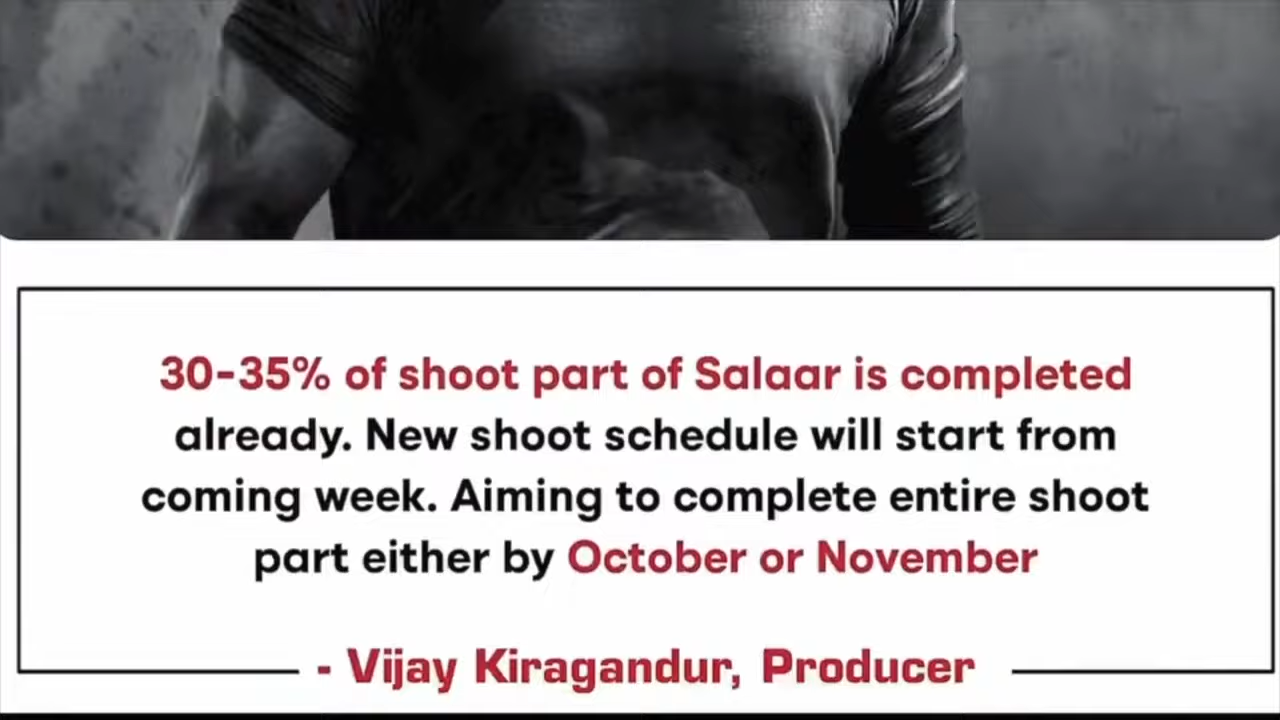 30-35% of shoot part of Salaar is completed
already. New shoot schedule will start from
coming week. Aiming to complete entire shoot
part either by October or November
- Vijay Kiragandur, Producer